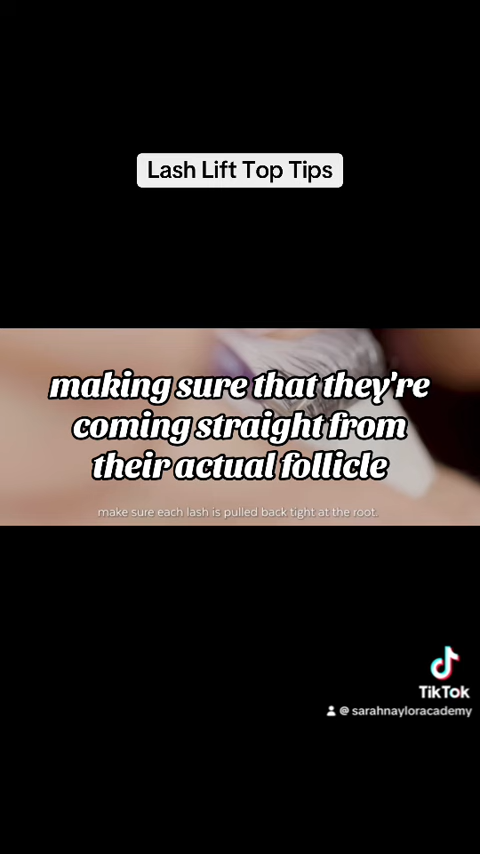 Lash Lift Top Tips
making sure that they're
coming straight from
their actual follicle
make sure each lash is pulled back tight at the root.
TikTok
@ sarahnayloracademy